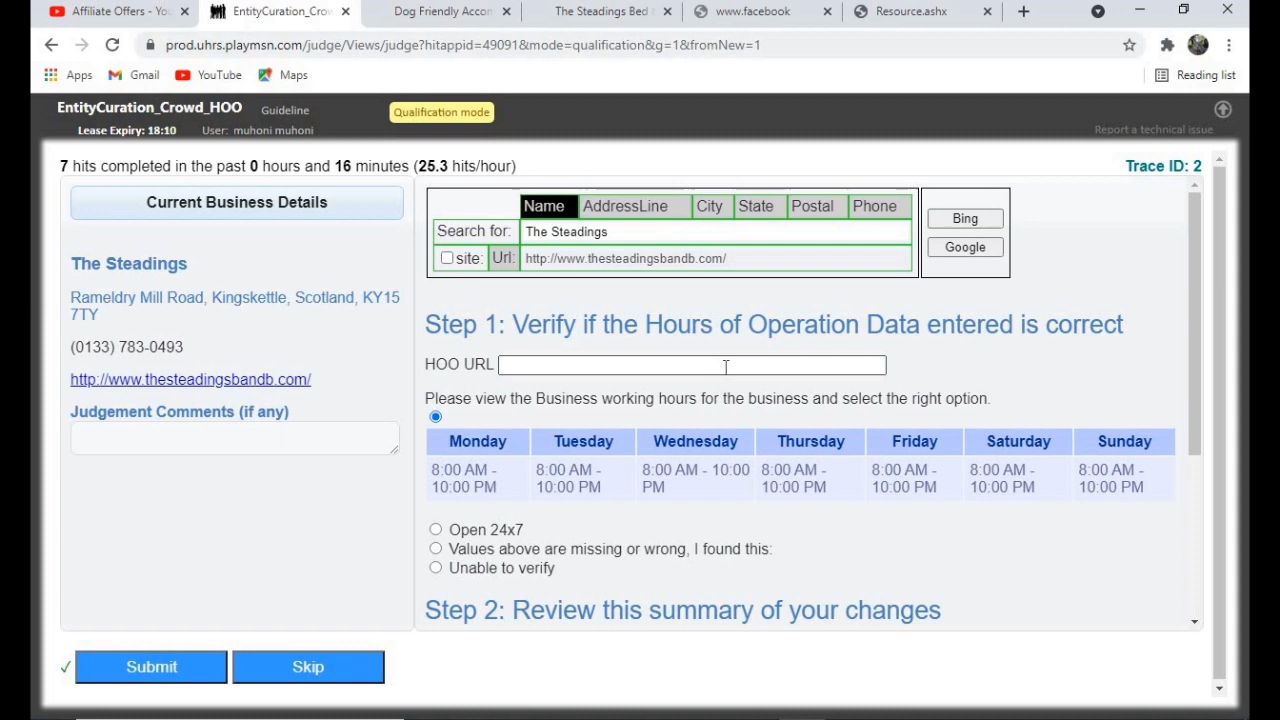 Affiliate Offers - You
EntityCuration_Crow
Dog Friendly Accon
The Steadings Bed
www.facebook
Resource.ashx
prod.uhrs.playmsn.com/judge/Views/judge?hitappid=49091&mode=qualification&g=1&fromNew=1
Apps
Gmail
YouTube
Maps
Reading list
EntityCuration_Crowd_HOO
Guideline
Qualification mode
Lease Expiry: 18:10
User: muhoni muhoni
Report a technical issue
7 hits completed in the past 0 hours and 16 minutes (25.3 hits/hour)
Trace ID: 2
Current Business Details
The Steadings
Rameldry Mill Road, Kingskettle, Scotland, KY15
7TY
(0133) 783-0493
http://www.thesteadingsbandb.com/
Judgement Comments (if any)
Name AddressLine City State Postal Phone
Search for: The Steadings
site: Url: http://www.thesteadingsbandb.com/
Bing
Google
Step 1: Verify if the Hours of Operation Data entered is correct
HOO URL
Please view the Business working hours for the business and select the right option.
Monday Tuesday Wednesday Thursday Friday Saturday Sunday
8:00 AM - 8:00 AM - 8:00 AM - 10:00 8:00 AM - 8:00 AM - 8:00 AM - 8:00 AM -
10:00 PM 10:00 PM PM 10:00 PM 10:00 PM 10:00 PM 10:00 PM
Open 24x7
Values above are missing or wrong, I found this:
Unable to verify
Step 2: Review this summary of your changes
Submit
Skip